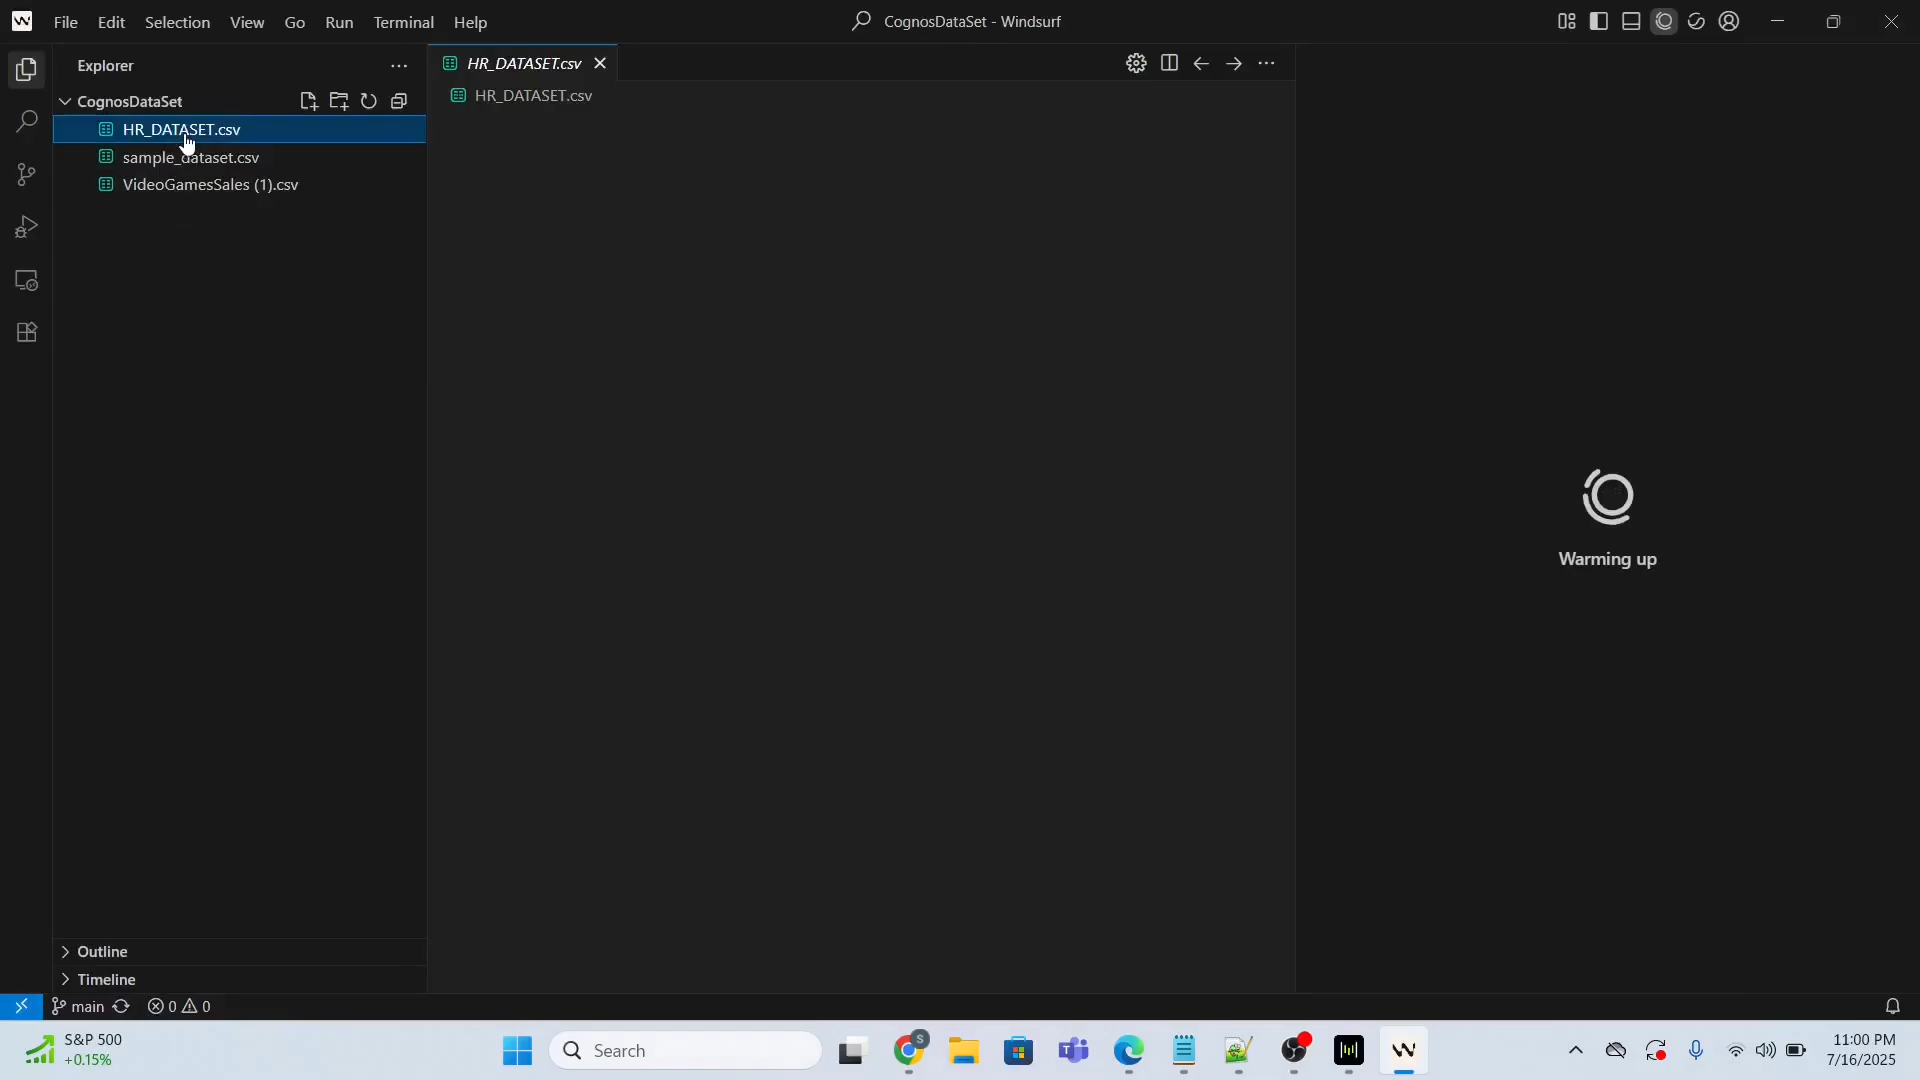 File Edit Selection View Go Run Terminal Help
CognosDataSet - Windsurf
Explorer
HR_DATASET.csv
CognosDataSet
HR_DATASET.csv
HR_DATASET.csv
sample_dataset.csv
VideoGamesSales (1).csv
Warming up
Outline
Timeline
main 0 0
S&P 500
+0.15%
Search
S
11:00 PM
7/16/2025